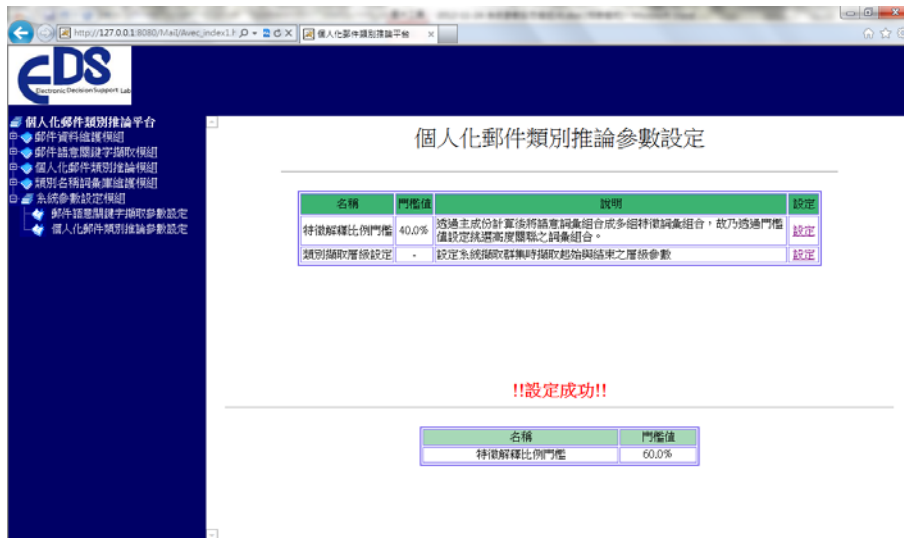 http://127.0.0.1:8080/Mail/Avec_index1.h
個人化郵件類別推論平台
EDS
Electronic Decision Support Lab
個人化郵件類別推論平台
郵件資料維護模組
郵件語意關鍵字擷取模組
個人化郵件類別推論模組
類別名稱詞彙庫維護模組
系統參數設定模組
郵件語意關鍵字擷取參數設定
個人化郵件類別推論參數設定
個人化郵件類別推論參數設定
名稱 門檻值 說明 設定
特徵解釋比例門檻 40.0% 透過主成份計算後將語意詞彙組合成多組特徵詞彙組合，故乃透過門檻
值設定挑選高度關聯之詞彙組合。 設定
類別擷取層級設定 - 設定系統擷取群集時擷取起始與結束之層級參數 設定
!!設定成功!!
名稱 門檻值
特徵解釋比例門檻 60.0%